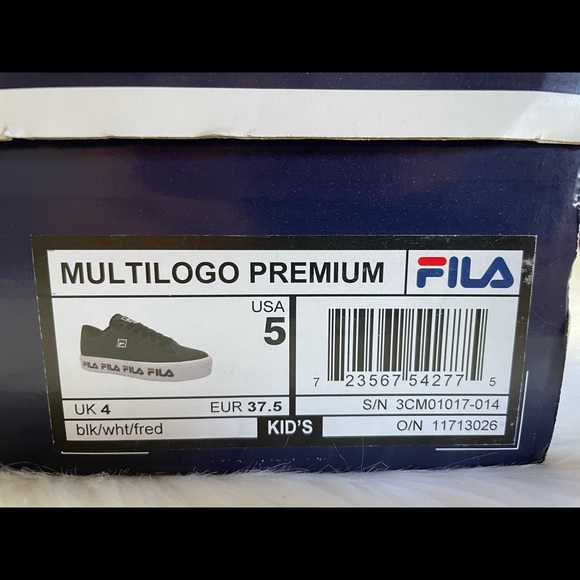 MULTILOGO PREMIUM
FILA
FILA FILA FILA FILA
USA
5
7 23567 54277 5
UK 4 EUR 37.5
S/N 3CM01017-014
blk/wht/fred
KID'S
O/N 11713026